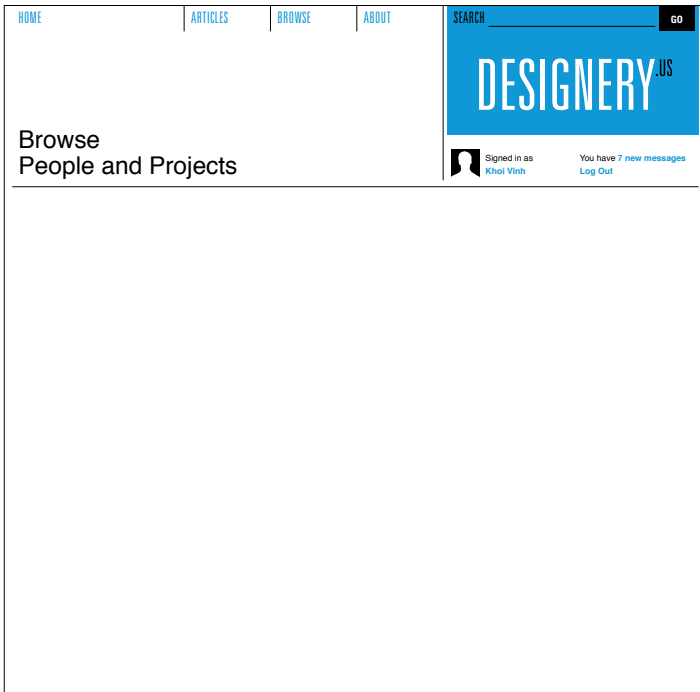 HOME
ARTICLES
BROWSE
ABOUT
SEARCH
GO
DESIGNERY.US
Browse
People and Projects
Signed in as
Khoi Vinh
You have 7 new messages
Log Out